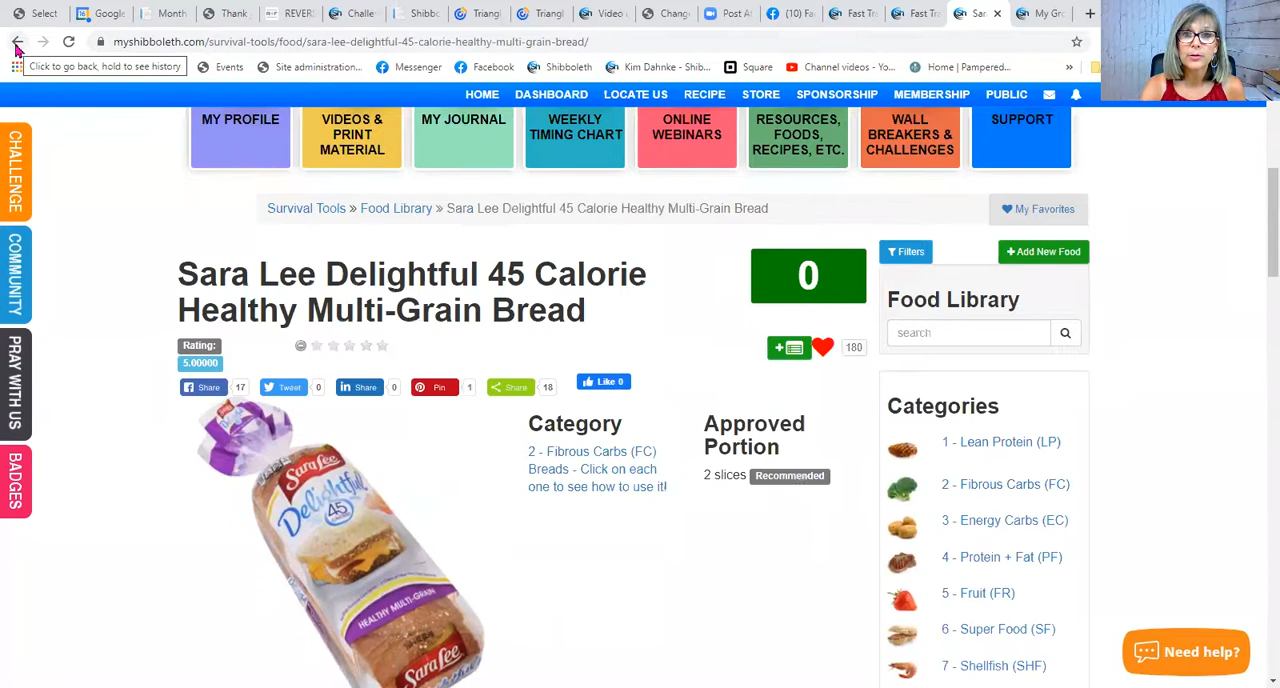 Select
Google
Month
Thank
REVERS
Challe
Shibbo
Triangl
Triangl
Video u
Change
Post A
(10) Fa
Fast Tr
Fast Tra
Sar
My Gro
myshibboleth.com/survival-tools/food/sara-lee-delightful-45-calorie-healthy-multi-grain-bread/
Click to go back, hold to see history
Events
Site administration...
Messenger
Faceb
Shibboleth
Kim Dahnke - Shib...
Square
Channel videos - Yo...
Home | Pampered...
»
HOME DASHBOARD LOCATE US RECIPE STORE SPONSORSHIP MEMBERSHIP PUBLIC
MY PROFILE
VIDEOS &
PRINT
MATERIAL
MY JOURNAL
WEEKLY
TIMING CHART
ONLINE
WEBINARS
RESOURCES,
FOODS,
RECIPES, ETC.
WALL
BREAKERS &
CHALLENGES
SUPPORT
CHALLENGE
COMMUNITY
PRAY WITH US
BADGES
Survival Tools » Food Library » Sara Lee Delightful 45 Calorie Healthy Multi-Grain Bread
My Favorites
Sara Lee Delightful 45 Calorie
Healthy Multi-Grain Bread
0
Rating:
5.00000
180
Share 17
Tweet 0
Share 0
Pin 1
Share 18
Like 0
Sara Lee
Delightful
45
HEALTHY MULTI-GRAIN
Sara Lee
Category
2 - Fibrous Carbs (FC)
Breads - Click on each
one to see how to use it!
Approved
Portion
2 slices Recommended
Filters
+ Add New Food
Food Library
search
Categories
1 - Lean Protein (LP)
2 - Fibrous Carbs (FC)
3 - Energy Carbs (EC)
4 - Protein + Fat (PF)
5 - Fruit (FR)
6 - Super Food (SF)
7 - Shellfish (SHF)
Need help?